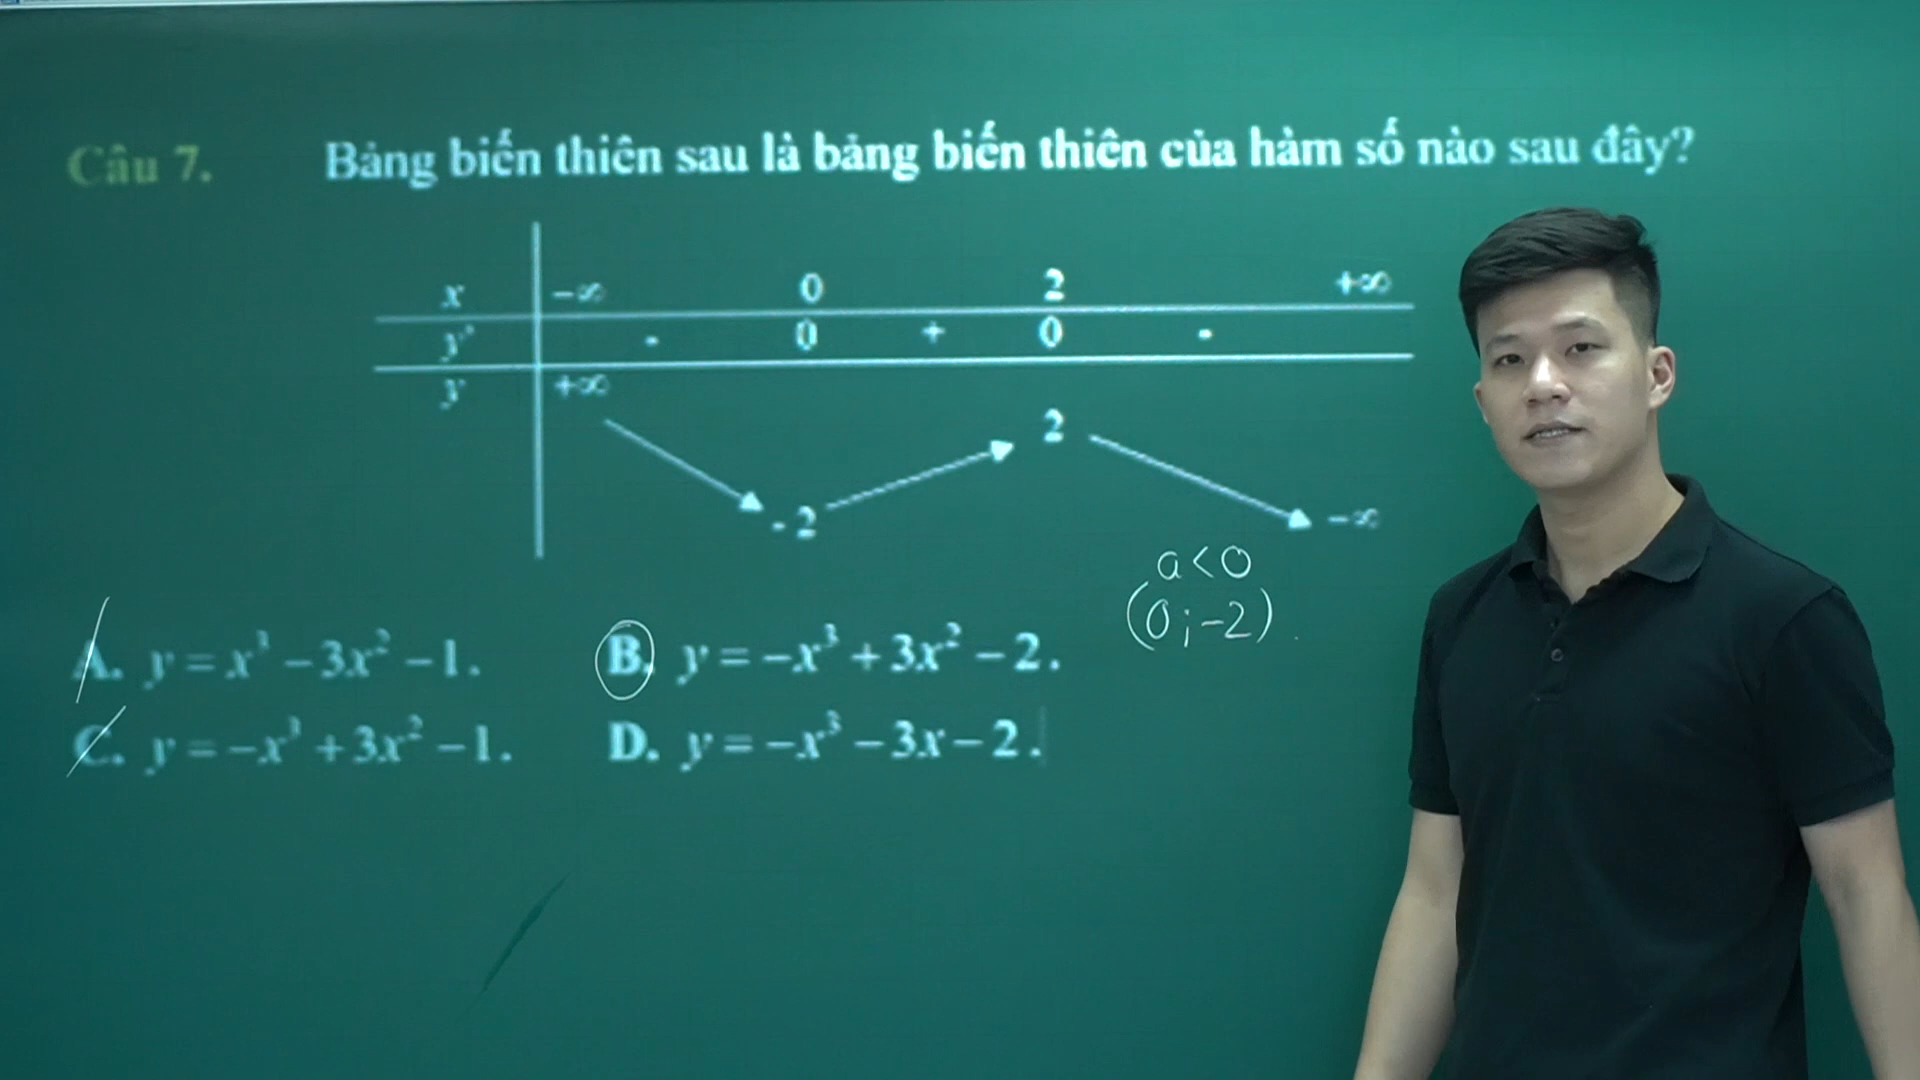 Câu 7. Bảng biến thiên sau là bảng biến thiên của hàm số nào sau đây?
x −∞ 0 2 +∞
y' - 0 + 0 -
y +∞ -2 2 −∞
a<0
(0;-2).
A. y = x³ − 3x² − 1. B. y = −x³ + 3x² − 2.
C. y = −x³ + 3x² − 1. D. y = −x³ − 3x − 2.